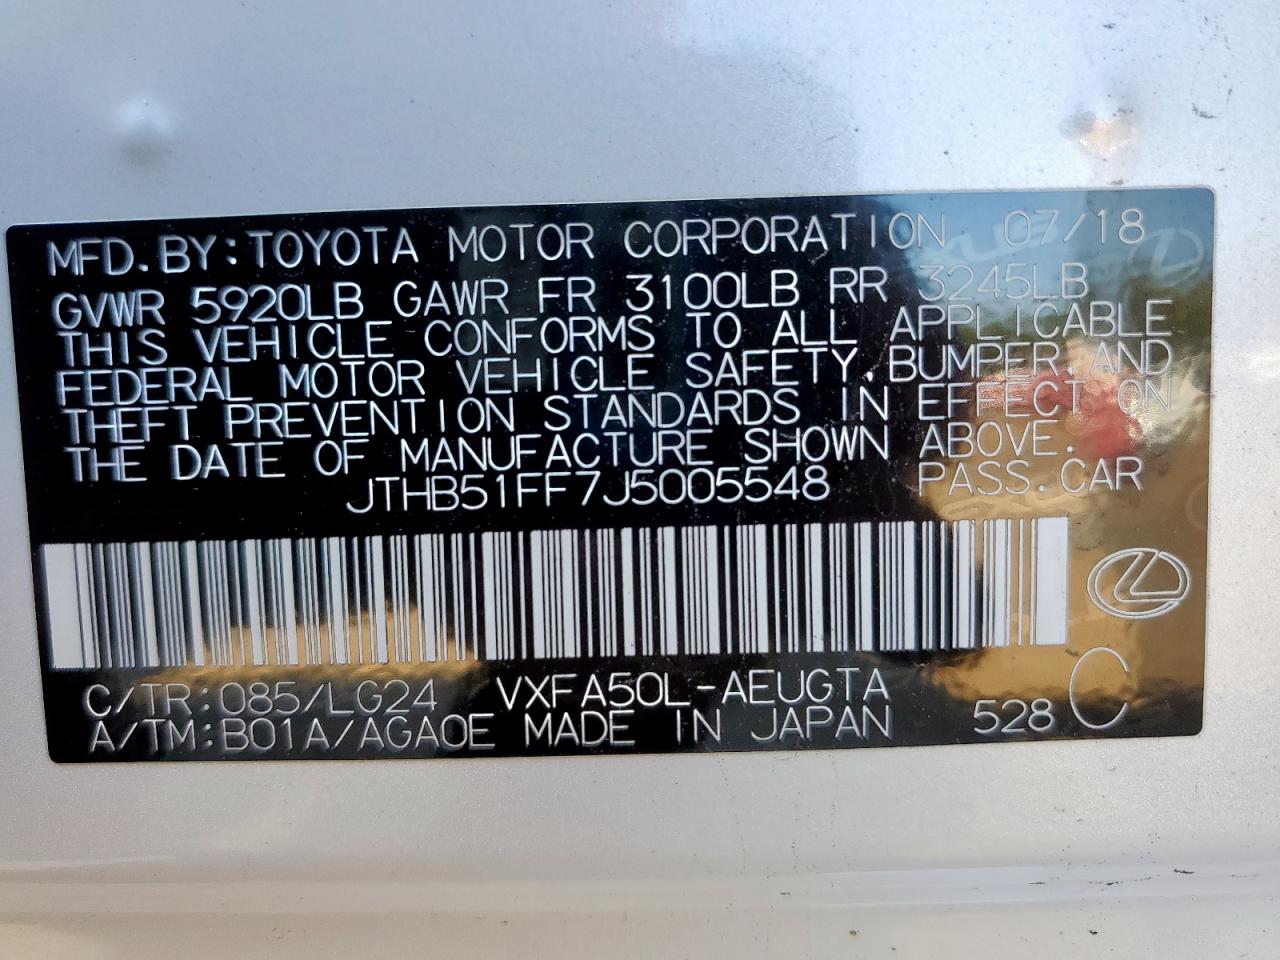 MFD.BY:TOYOTA MOTOR CORPORATION 07/18
GVWR 5920LB GAWR FR 3100LB RR 3245LB
THIS VEHICLE CONFORMS TO ALL APPLICABLE
FEDERAL MOTOR VEHICLE SAFETY,BUMPER,AND
THEFT PREVENTION STANDARDS IN EFFECT ON
THE DATE OF MANUFACTURE SHOWN ABOVE.
JTHB51FF7J5005548 PASS.CAR
C/TR:085/LG24 VXFA50L-AEUGTA
A/TM:B01A/AGA0E MADE IN JAPAN 528 C